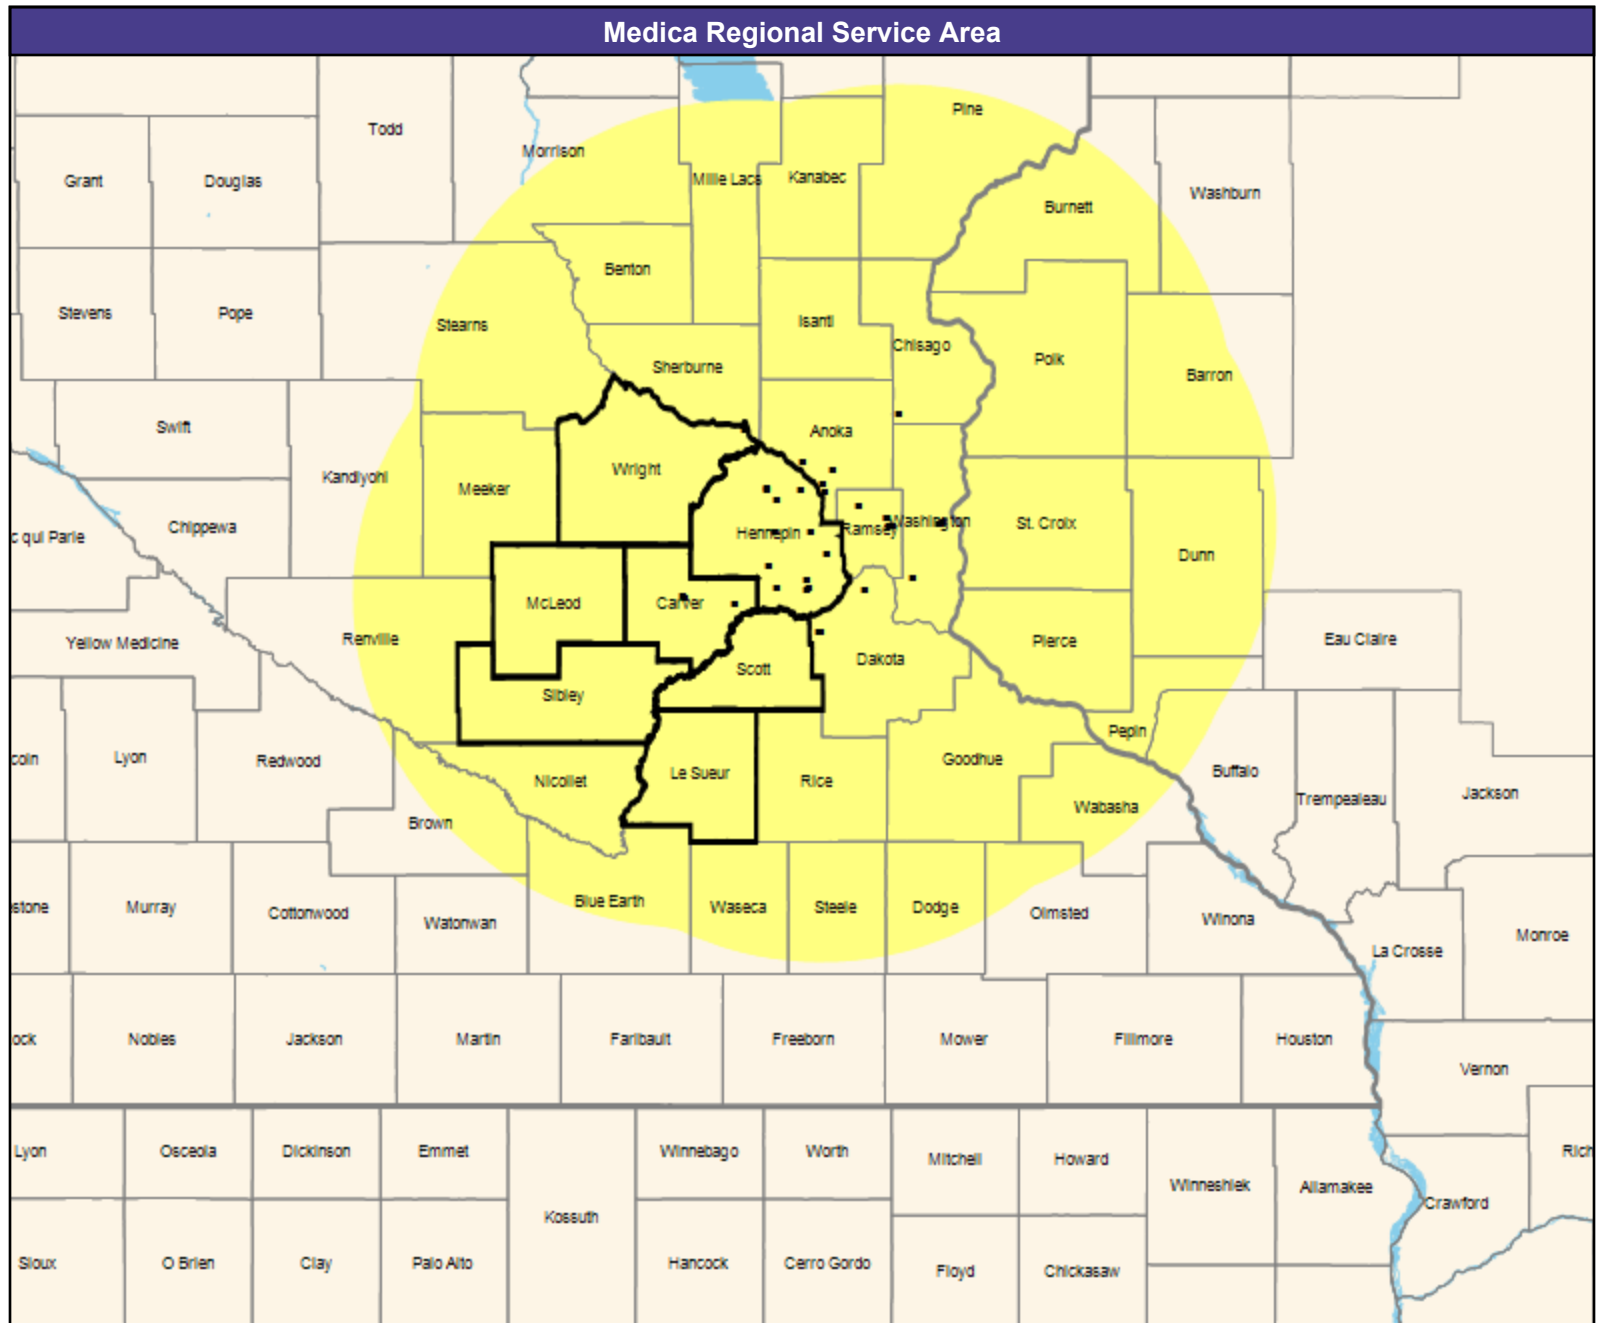 Medica Regional Service Area
Pine
Todd
Morrison
Grant
Douglas
Mille Lacs
Kanabec
Washburn
Burnett
Benton
Stevens
Pope
Stearns
Isanti
Chisago
Polk
Sherburne
Barron
Swift
Anoka
Wright
Kandiyohi
Meeker
Chippewa
Hennepin
Ramsey
Washington
St. Croix
c qui Parle
Dunn
McLeod
Carver
Yellow Medicine
Renville
Pierce
Eau Claire
Scott
Dakota
Sibley
coln
Lyon
Redwood
Pepin
Nicollet
Le Sueur
Rice
Goodhue
Buffalo
Trempealeau
Jackson
Wabasha
Brown
stone
Murray
Cottonwood
Watonwan
Blue Earth
Waseca
Steele
Dodge
Olmsted
Winona
La Crosse
Monroe
ock
Nobles
Jackson
Martin
Faribault
Freeborn
Mower
Fillmore
Houston
Vernon
Lyon
Osceola
Dickinson
Emmet
Winnebago
Worth
Mitchell
Howard
Rich
Winneshiek
Allamakee
Crawford
Kossuth
Sioux
O Brien
Clay
Palo Alto
Hancock
Cerro Gordo
Floyd
Chickasaw